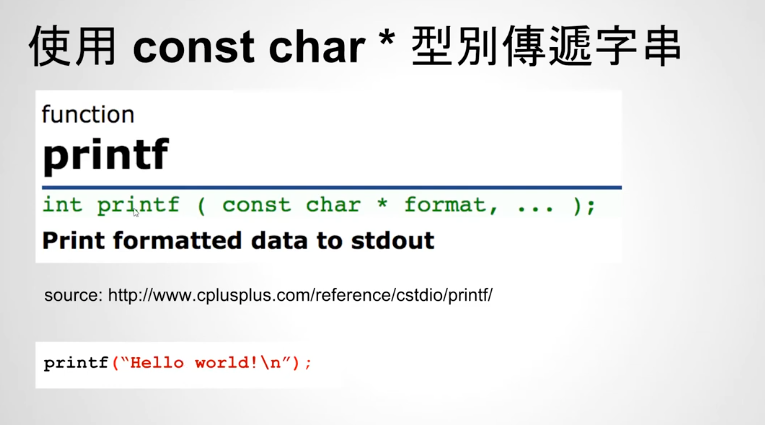 使用 const char * 型別傳遞字串
function
printf
int printf ( const char * format, ... );
Print formatted data to stdout
source: http://www.cplusplus.com/reference/cstdio/printf/
printf(“Hello world!\n”);